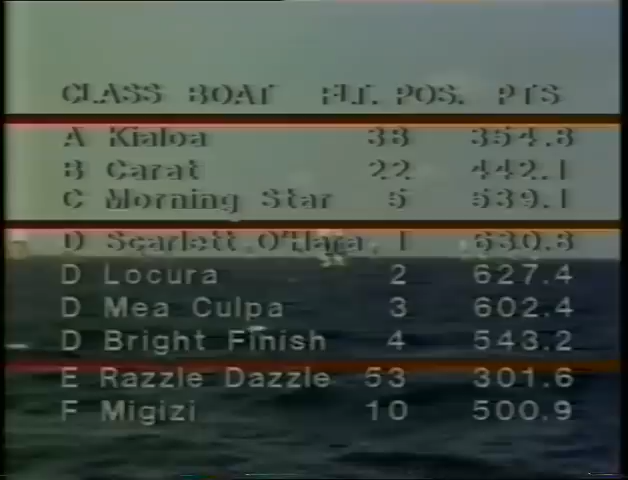 CLASS BOAT FLT. POS. PTS
A Kialoa 38 354.8
B Carat 22 442.1
C Morning Star 5 539.1
D Scarlett O'Hara 1 630.8
D Locura 2 627.4
D Mea Culpa 3 602.4
D Bright Finish 4 543.2
E Razzle Dazzle 53 301.6
F Migizi 10 500.9